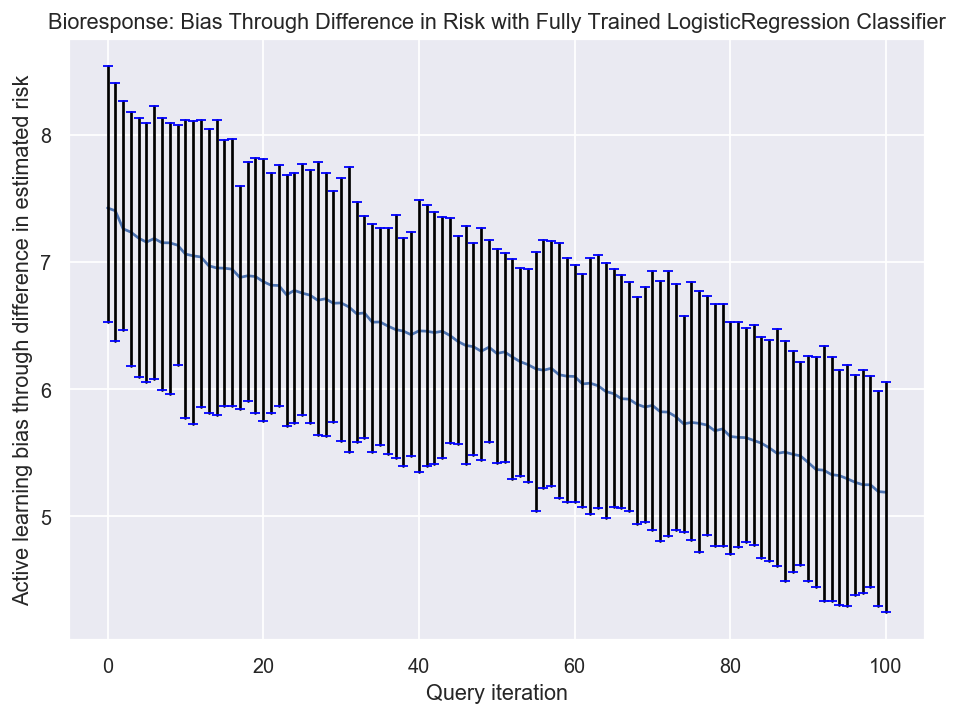 Bioresponse: Bias Through Difference in Risk with Fully Trained LogisticRegression Classifier
Active learning bias through difference in estimated risk
8
7
6
5
0 20 40 60 80 100
Query iteration